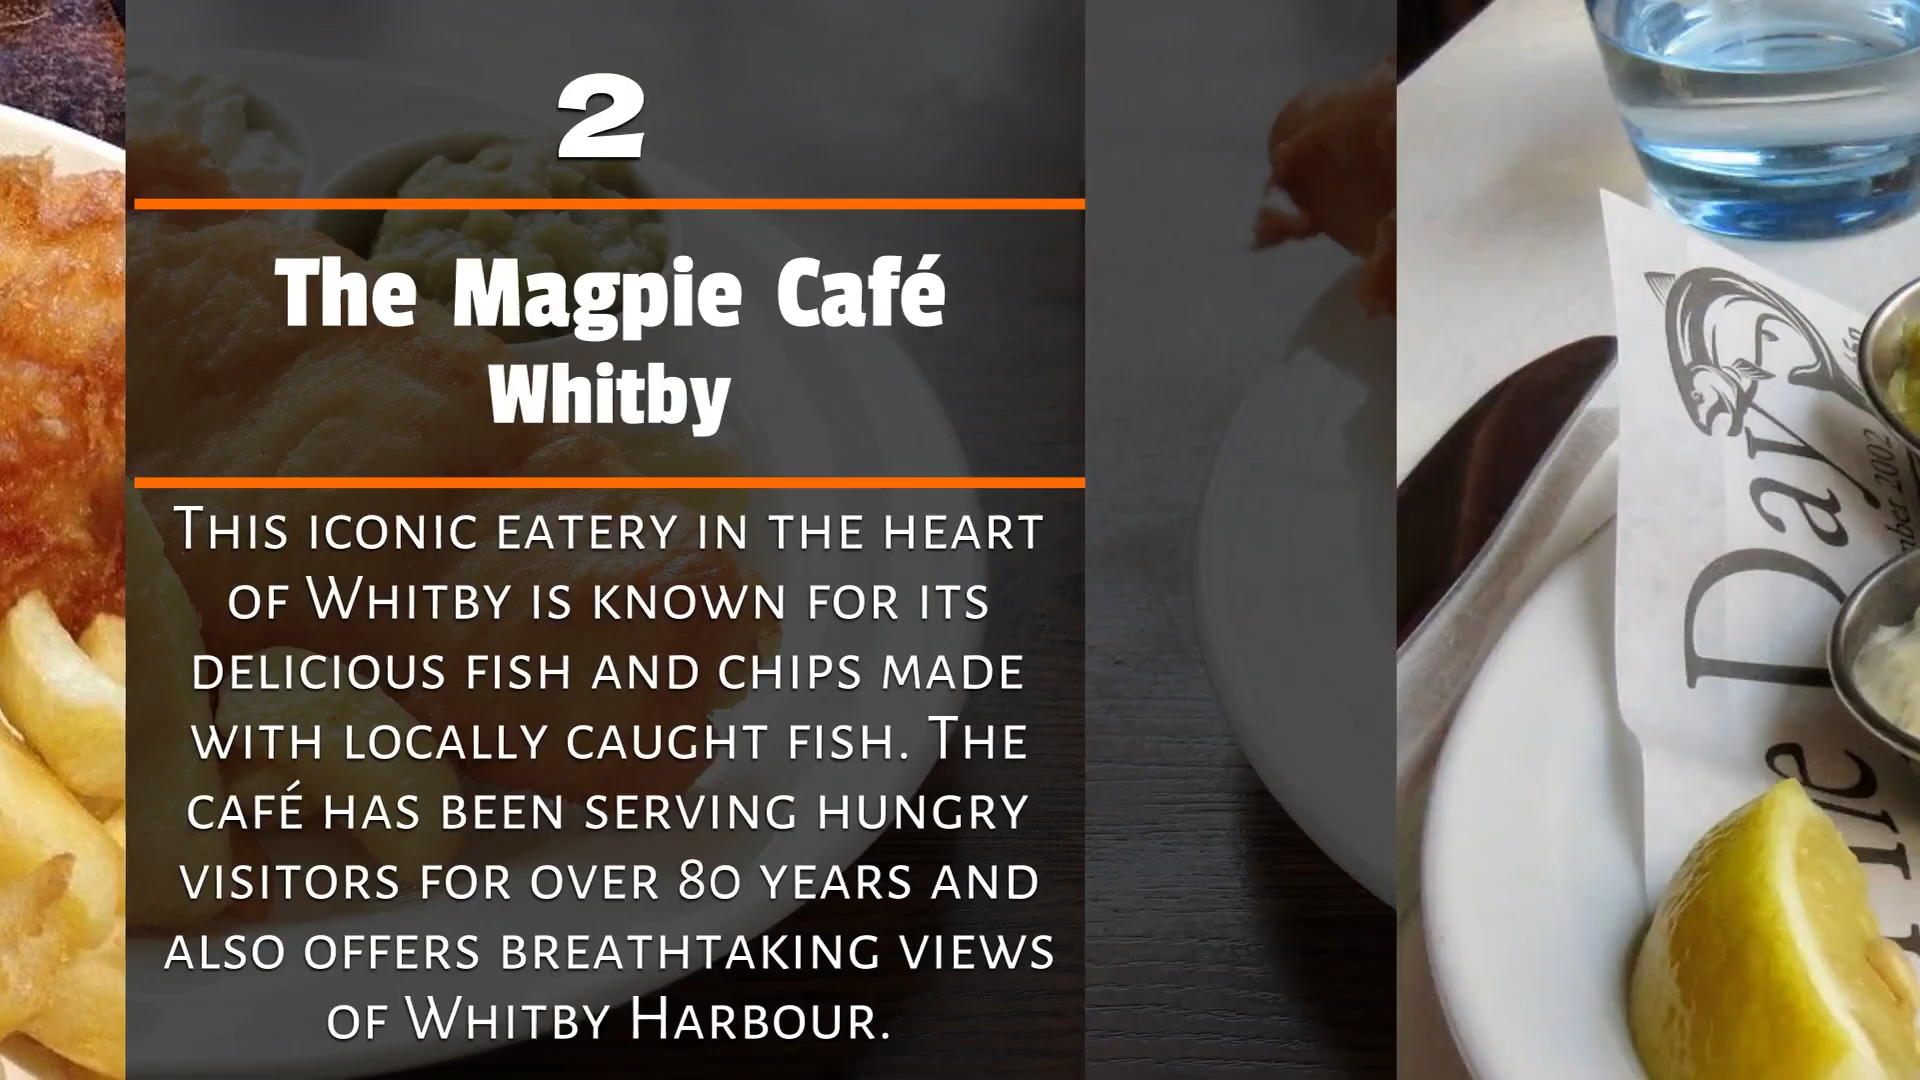 2
The Magpie Café
Whitby
This iconic eatery in the heart
of Whitby is known for its
delicious fish and chips made
with locally caught fish. The
café has been serving hungry
visitors for over 80 years and
also offers breathtaking views
of Whitby Harbour.
Day
2002